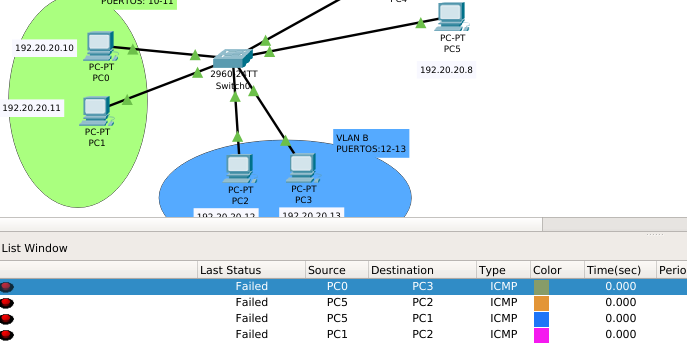 PUERTOS: 10-11
PC4
192.20.20.10
PC-PT
PC0
PC-PT
PC5
192.20.20.8
2960-24TT
Switch0
192.20.20.11
PC-PT
PC1
VLAN B
PUERTOS:12-13
PC-PT
PC2
PC-PT
PC3
192.20.20.12
192.20.20.13
List Window
Last Status Source Destination Type Color Time(sec) Perio
Failed PC0 PC3 ICMP 0.000
Failed PC5 PC2 ICMP 0.000
Failed PC5 PC1 ICMP 0.000
Failed PC1 PC2 ICMP 0.000